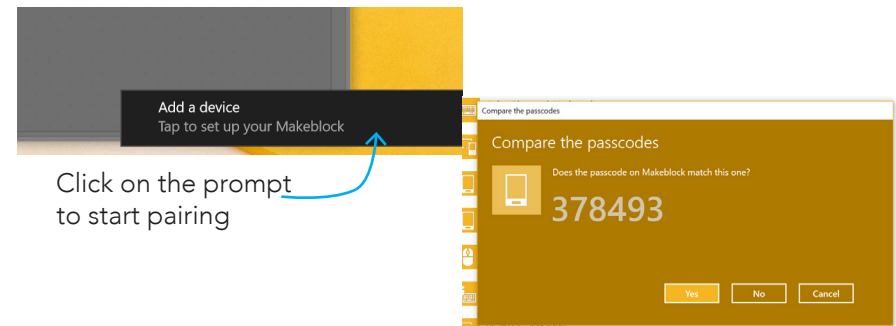 Add a device
Tap to set up your Makeblock
Click on the prompt
to start pairing
Compare the passcodes
Compare the passcodes
Does the passcode on Makeblock match this one?
378493
Yes
No
Cancel